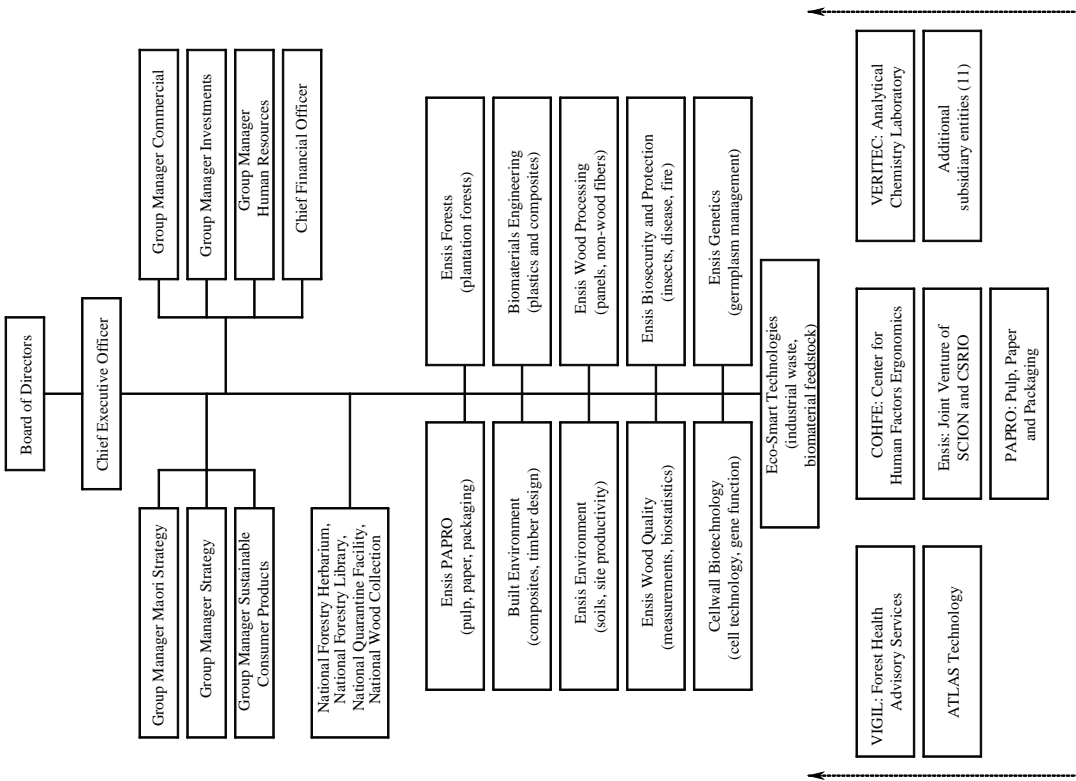 Board of Directors
Chief Executive Officer
Group Manager Maori Strategy
Group Manager Strategy
Group Manager Sustainable
Consumer Products
Group Manager Commercial
Group Manager Investments
Group Manager
Human Resources
Chief Financial Officer
National Forestry Herbarium,
National Forestry Library,
National Quarantine Facility,
National Wood Collection
Ensis PAPRO
(pulp, paper, packaging)
Ensis Forests
(plantation forests)
Built Environment
(composites, timber design)
Biomaterials Engineering
(plastics and composites)
Ensis Environment
(soils, site productivity)
Ensis Wood Processing
(panels, non-wood fibers)
Ensis Wood Quality
(measurements, biostatistics)
Ensis Biosecurity and Protection
(insects, disease, fire)
Cellwall Biotechnology
(cell technology, gene function)
Ensis Genetics
(germplasm management)
Eco-Smart Technologies
(industrial waste,
biomaterial feedstock)
VIGIL: Forest Health
Advisory Services
COHFE: Center for
Human Factors Ergonomics
VERITEC: Analytical
Chemistry Laboratory
ATLAS Technology
Ensis: Joint Venture of
SCION and CSRIO
Additional
subsidiary entities (11)
PAPRO: Pulp, Paper
and Packaging